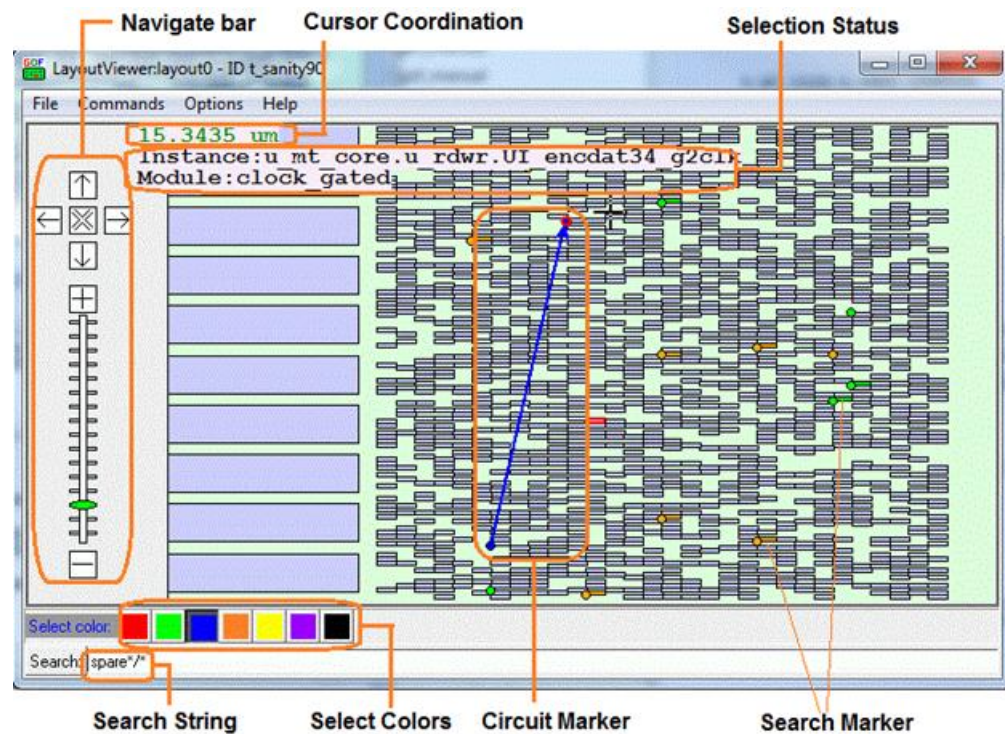 Navigate bar Cursor Coordination Selection Status
GOF LayoutViewer:layout0 - ID t_sanity90
File Commands Options Help
15.3435 um
Instance:u_mt_core.u_rdwr.UI_encdat34_g2clk
Module:clock_gated
Select color:
Search: spare*/*
Search String Select Colors Circuit Marker Search Marker